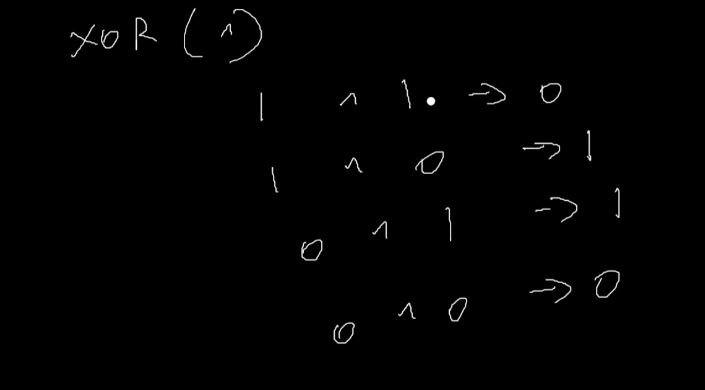 XOR (^)
1 ^ 1 → 0
1 ^ 0 → 1
0 ^ 1 → 1
0 ^ 0 → 0